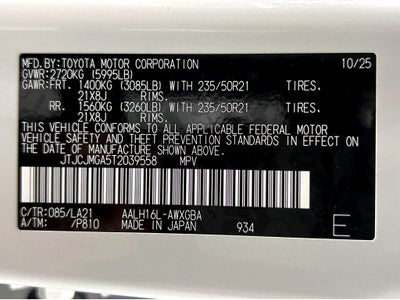 MFD.BY:TOYOTA MOTOR CORPORATION 10/25
GVWR:2720KG (5995LB)
GAWR:FRT. 1400KG (3085LB) WITH 235/50R21 TIRES,
21X8J RIMS.
RR. 1560KG (3260LB) WITH 235/50R21 TIRES,
21X8J RIMS.
THIS VEHICLE CONFORMS TO ALL APPLICABLE FEDERAL MOTOR
VEHICLE SAFETY AND THEFT PREVENTION STANDARDS IN EFFECT ON
THE DATE OF MANUFACTURE SHOWN ABOVE.
JTJCJMGA5T2039558 MPV
C/TR:085/LA21 AALH16L-AWXGBA
A/TM: /P810 MADE IN JAPAN 934 E